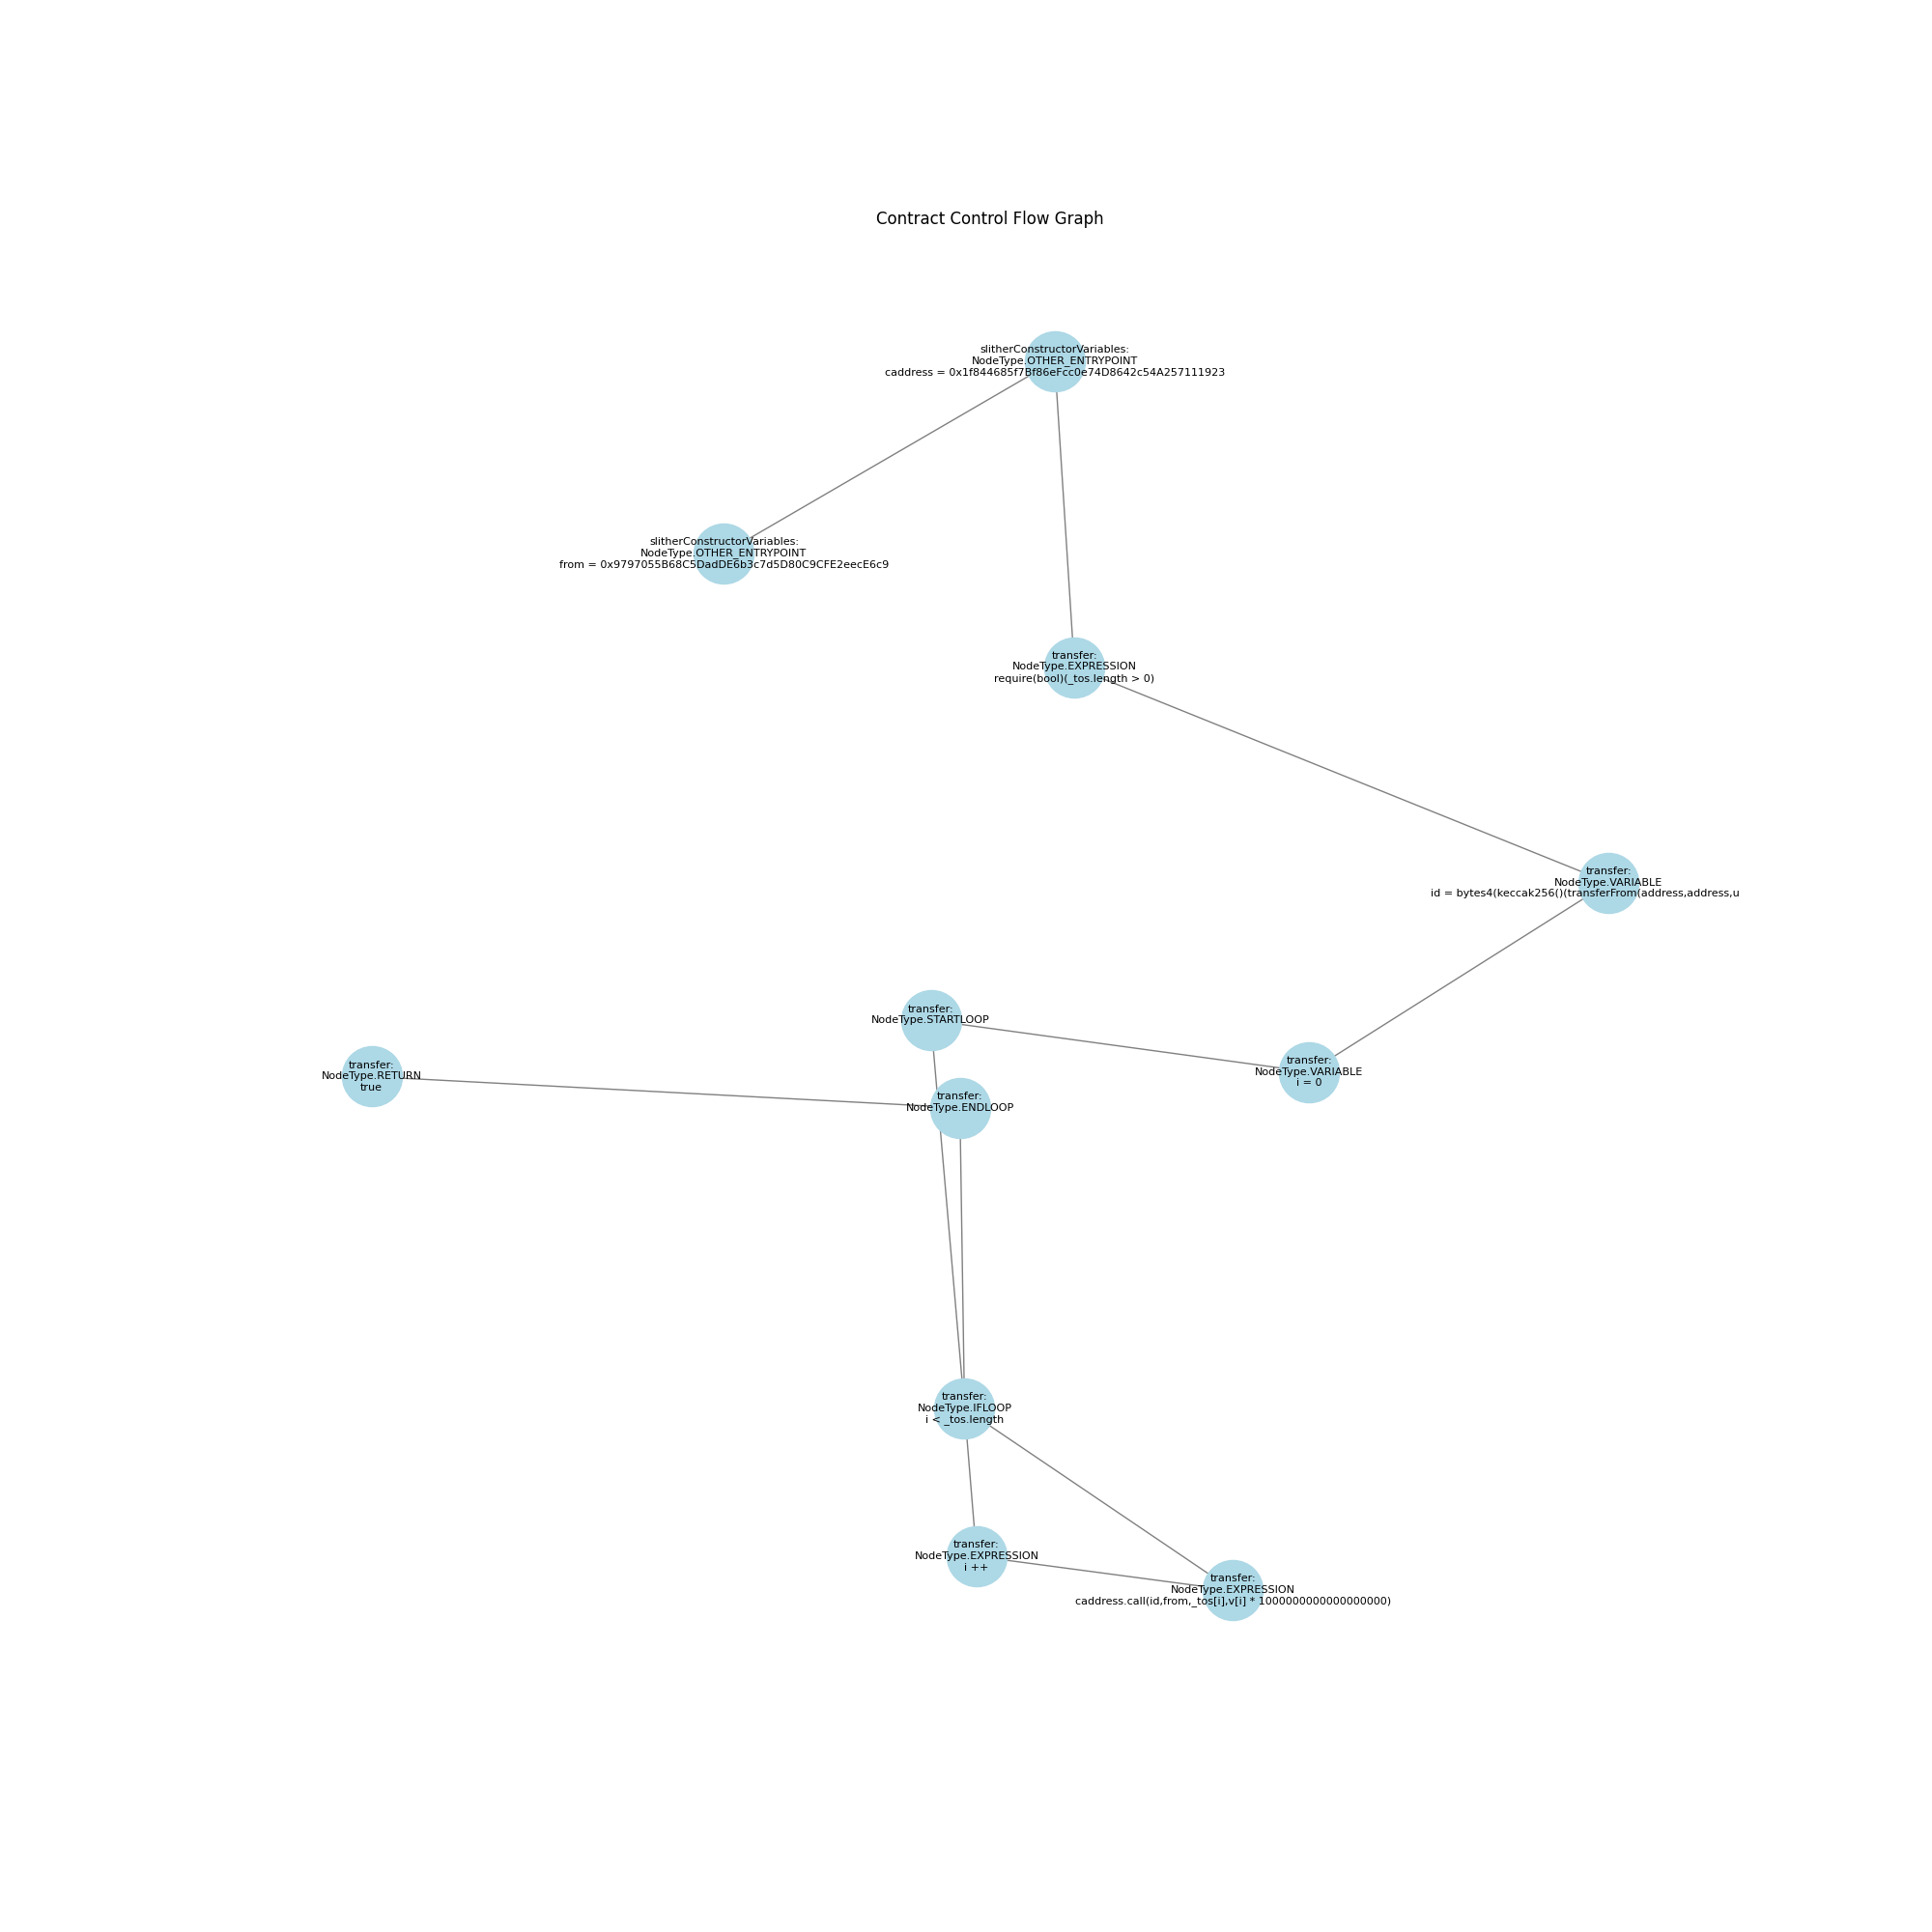 Contract Control Flow Graph
slitherConstructorVariables:
NodeType.OTHER_ENTRYPOINT
caddress = 0x1f844685f7Bf86eFcc0e74D8642c54A257111923
slitherConstructorVariables:
NodeType.OTHER_ENTRYPOINT
from = 0x9797055B68C5DadDE6b3c7d5D80C9CFE2eecE6c9
transfer:
NodeType.EXPRESSION
require(bool)(_tos.length > 0)
transfer:
NodeType.VARIABLE
id = bytes4(keccak256()(transferFrom(address,address,u
transfer:
NodeType.STARTLOOP
transfer:
NodeType.RETURN
true
transfer:
NodeType.VARIABLE
i = 0
transfer:
NodeType.ENDLOOP
transfer:
NodeType.IFLOOP
i < _tos.length
transfer:
NodeType.EXPRESSION
i ++
transfer:
NodeType.EXPRESSION
caddress.call(id,from,_tos[i],v[i] * 1000000000000000000)